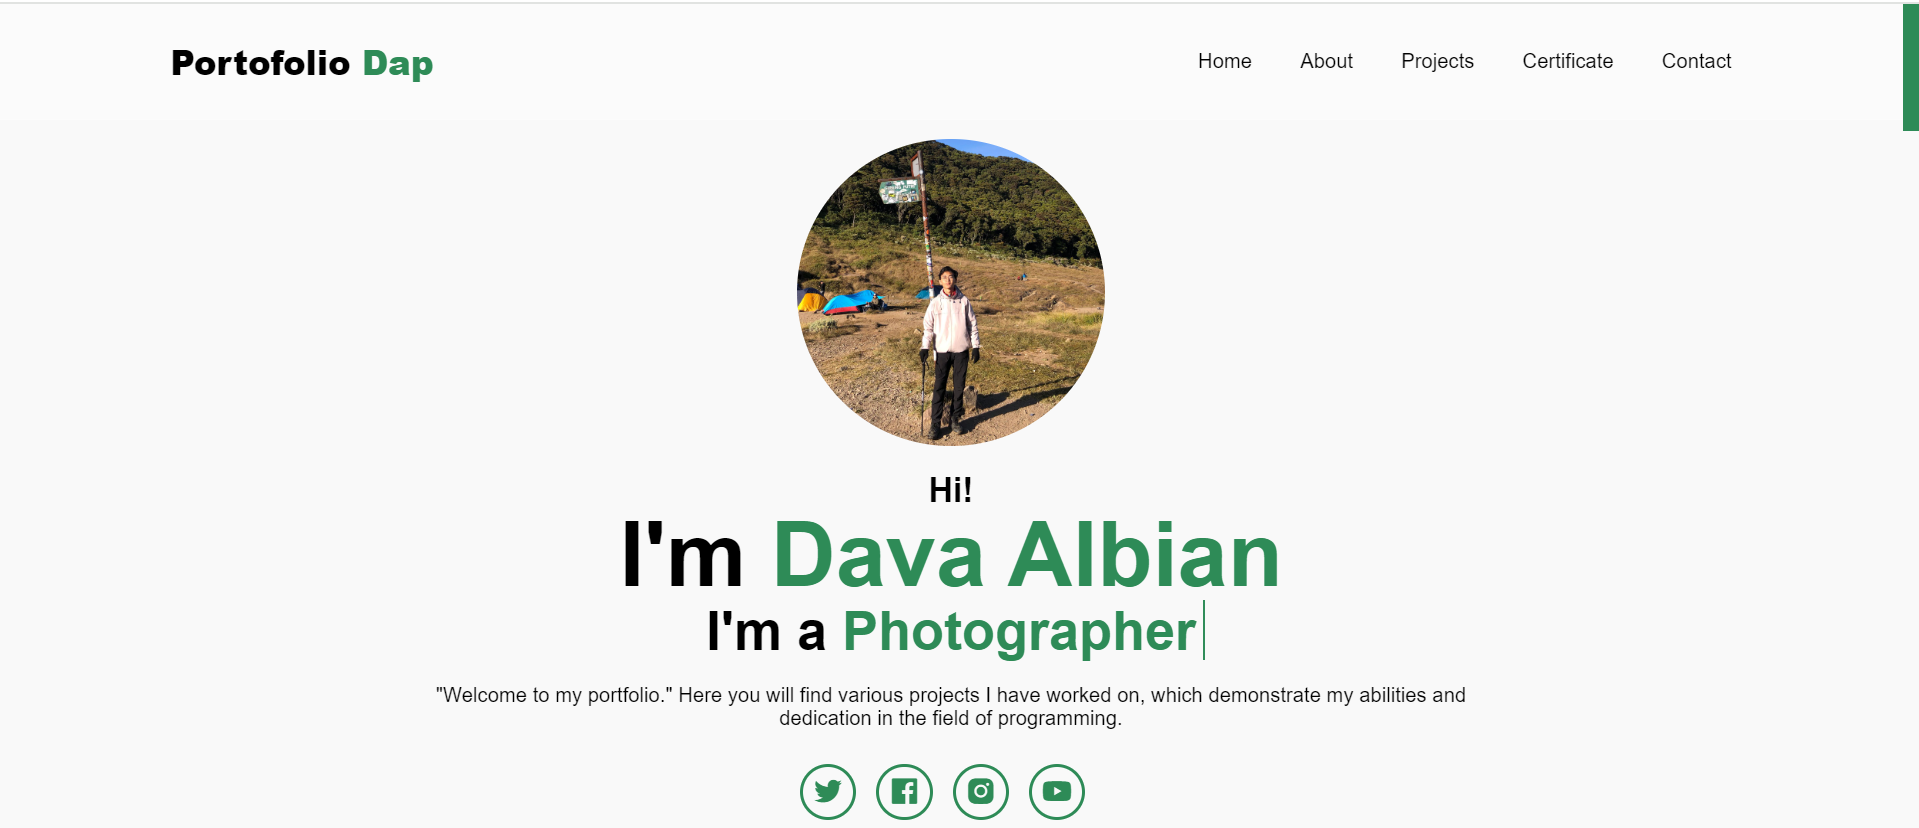 Portofolio Dap
Home About Projects Certificate Contact
Hi!
I'm Dava Albian
I'm a Photographer
"Welcome to my portfolio." Here you will find various projects I have worked on, which demonstrate my abilities and
dedication in the field of programming.